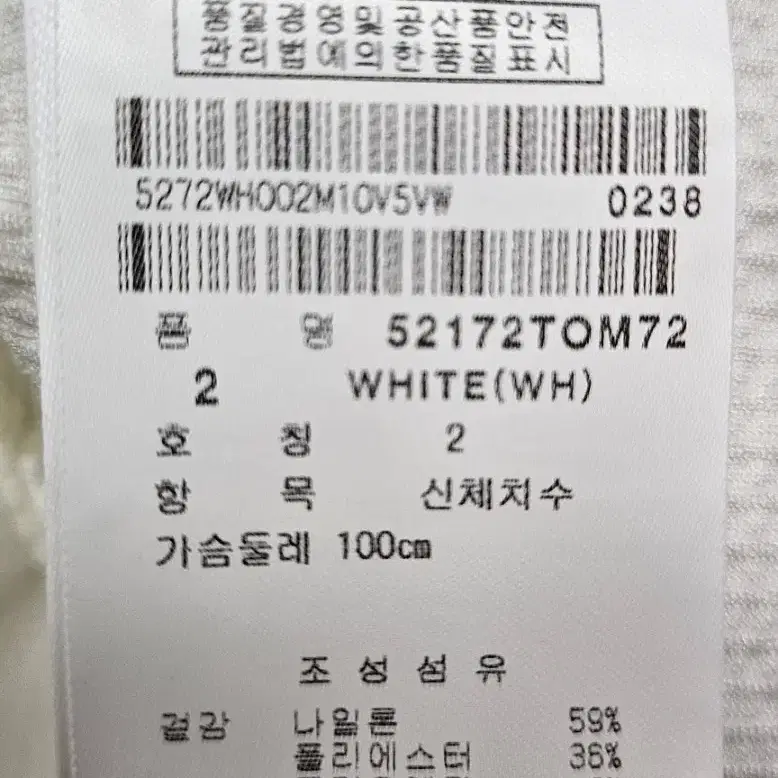 품질경영및공산품안전
관리법에의한품질표시
5272WH002M10V5VW 0238
품 명 52172TOM72
2 WHITE(WH)
호 칭 2
항 목 신체치수
가슴둘레 100cm
조성섬유
겉감 나일론 59%
폴리에스터 36%